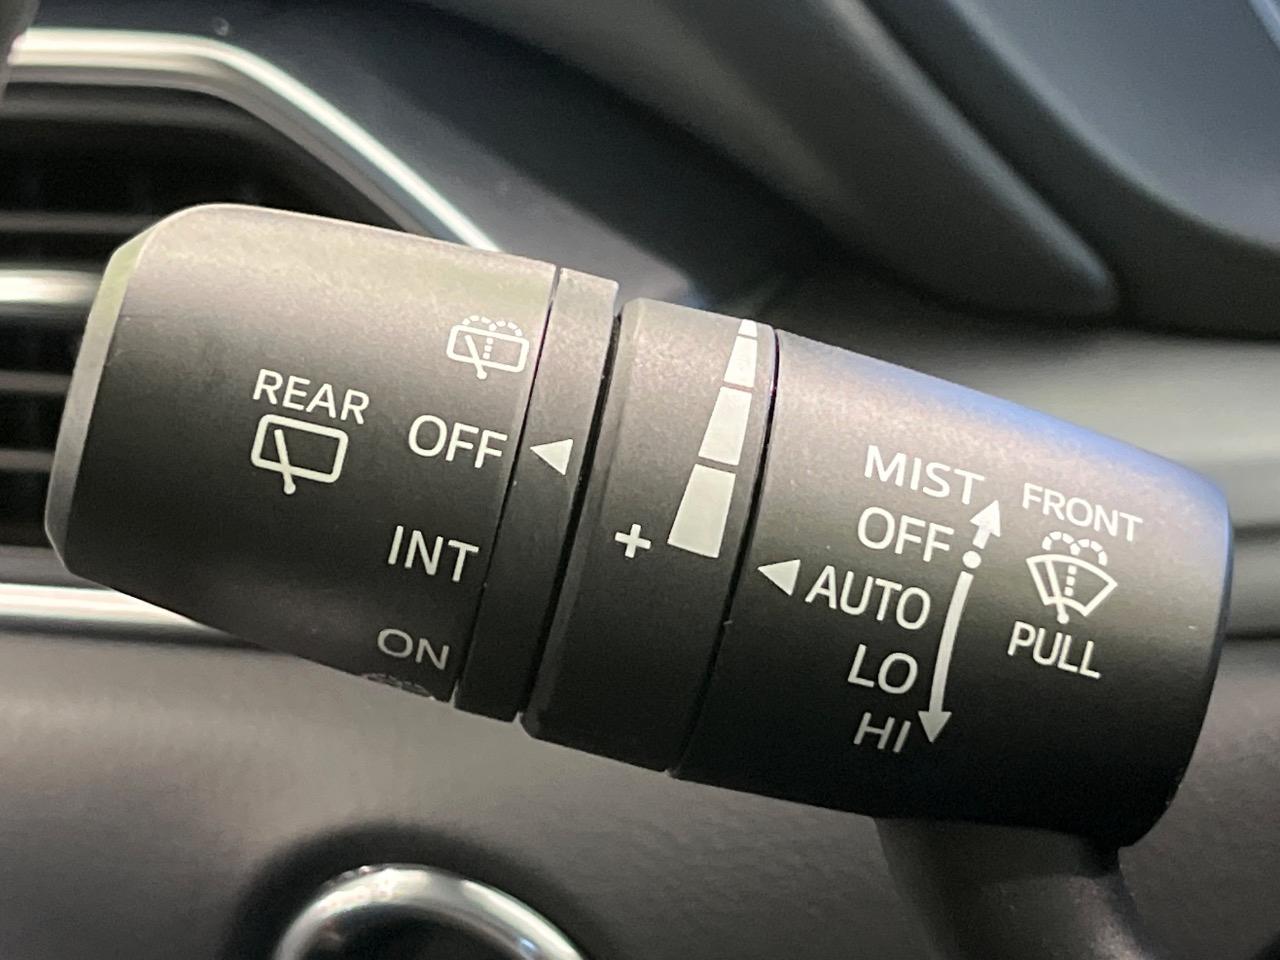 REAR
OFF
INT
ON
+
MIST
OFF
AUTO
LO
HI
FRONT
PULL